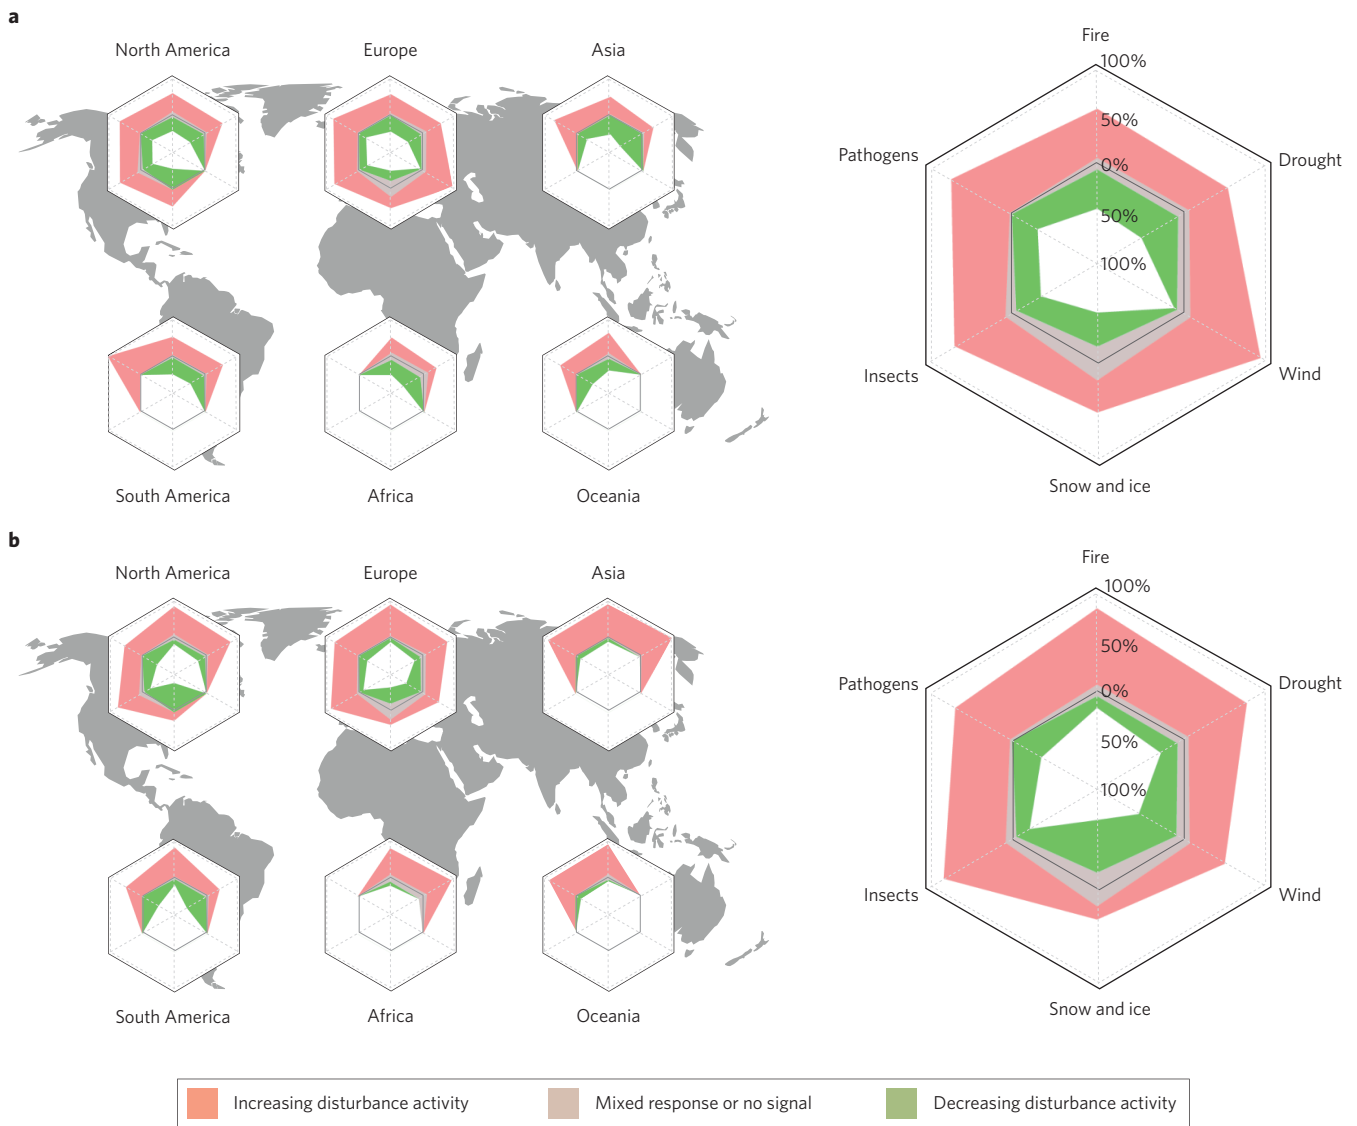 a
North America
Europe
Asia
South America
Africa
Oceania
Fire
100%
50%
0%
50%
100%
Pathogens
Drought
Insects
Wind
Snow and ice
b
North America
Europe
Asia
South America
Africa
Oceania
Fire
100%
50%
0%
50%
100%
Pathogens
Drought
Insects
Wind
Snow and ice
Increasing disturbance activity
Mixed response or no signal
Decreasing disturbance activity